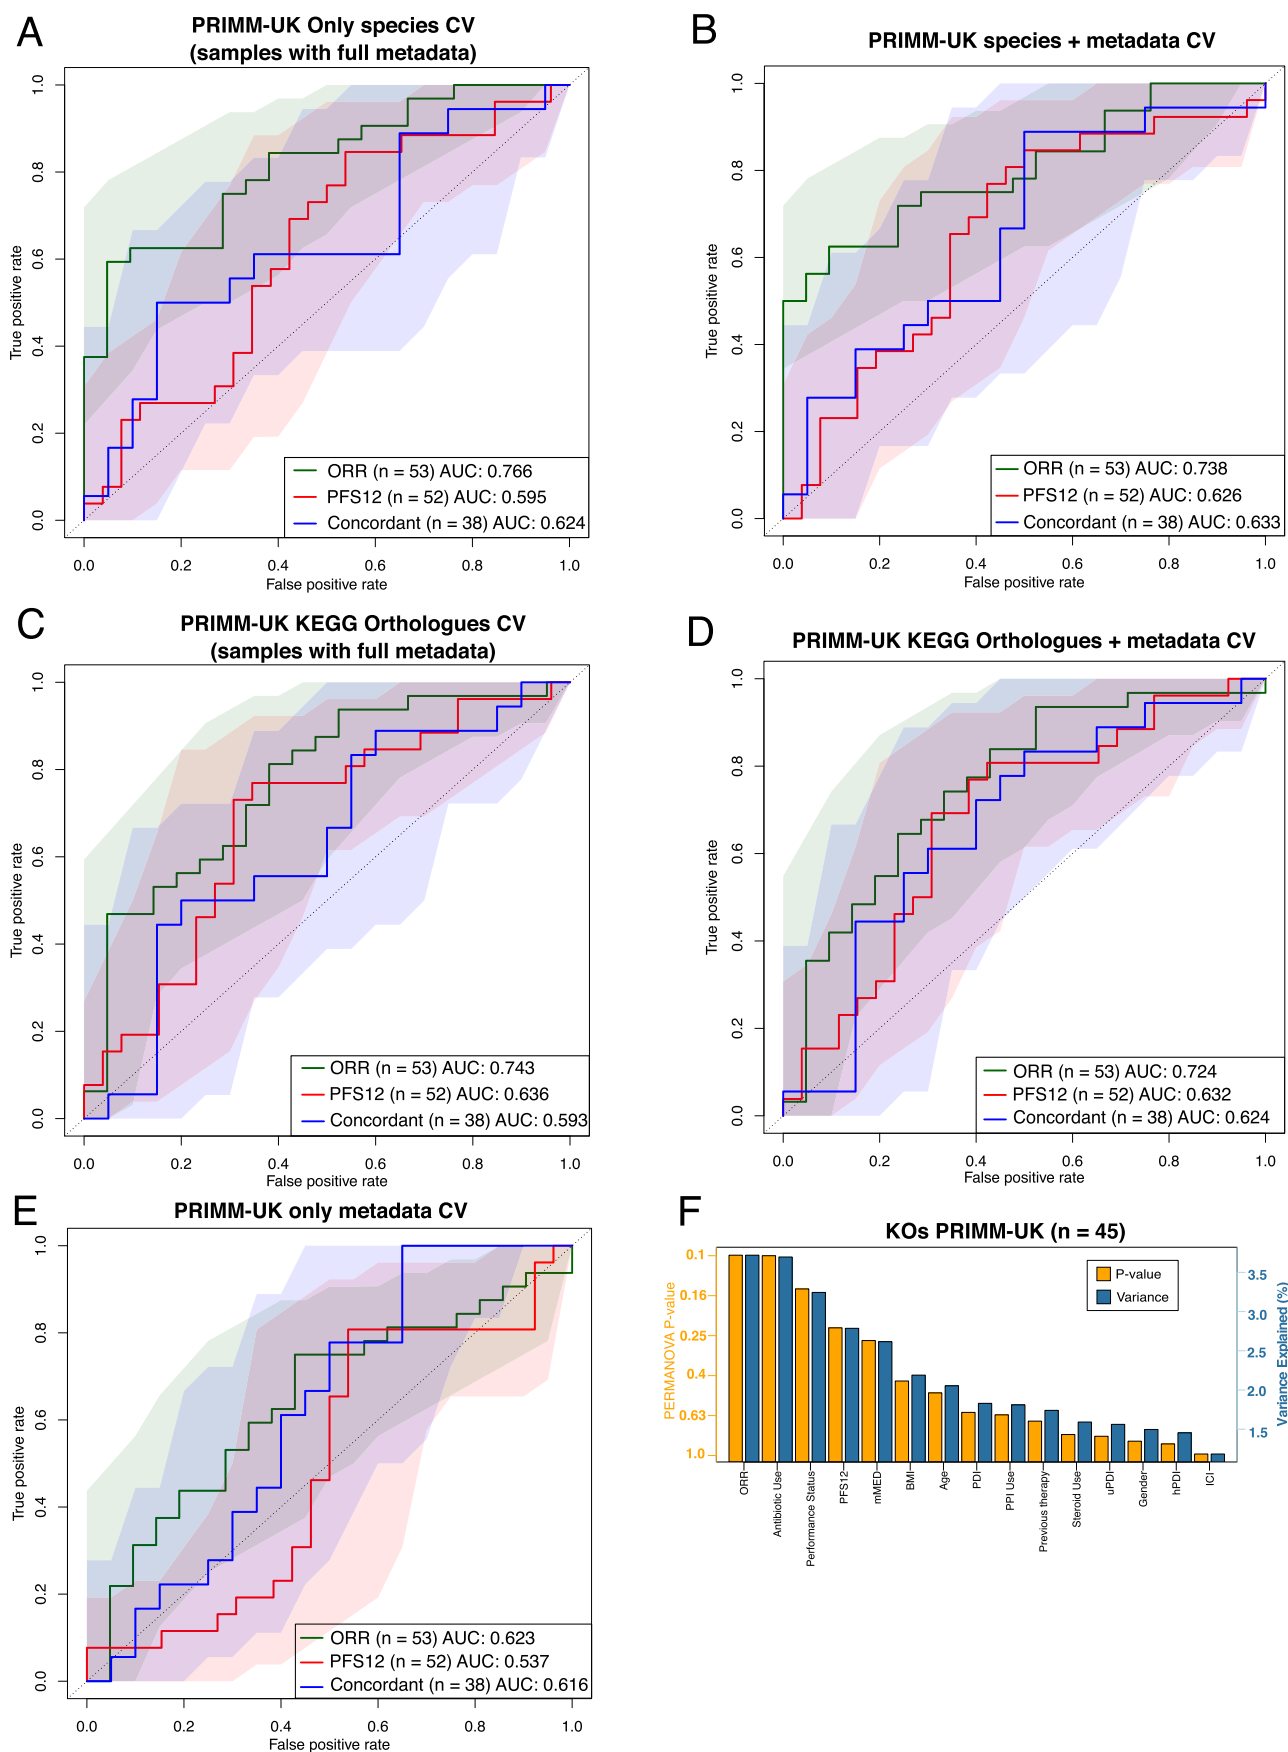 A
PRIMM-UK Only species CV
(samples with full metadata)
1.0
0.8
0.6
0.4
0.2
0.0
True positive rate
ORR (n = 53) AUC: 0.766
PFS12 (n = 52) AUC: 0.595
Concordant (n = 38) AUC: 0.624
0.0 0.2 0.4 0.6 0.8 1.0
False positive rate
B
PRIMM-UK species + metadata CV
1.0
0.8
0.6
0.4
0.2
0.0
True positive rate
ORR (n = 53) AUC: 0.738
PFS12 (n = 52) AUC: 0.626
Concordant (n = 38) AUC: 0.633
0.0 0.2 0.4 0.6 0.8 1.0
False positive rate
C
PRIMM-UK KEGG Orthologues CV
(samples with full metadata)
1.0
0.8
0.6
0.4
0.2
0.0
True positive rate
ORR (n = 53) AUC: 0.743
PFS12 (n = 52) AUC: 0.636
Concordant (n = 38) AUC: 0.593
0.0 0.2 0.4 0.6 0.8 1.0
False positive rate
D
PRIMM-UK KEGG Orthologues + metadata CV
1.0
0.8
0.6
0.4
0.2
0.0
True positive rate
ORR (n = 53) AUC: 0.724
PFS12 (n = 52) AUC: 0.632
Concordant (n = 38) AUC: 0.624
0.0 0.2 0.4 0.6 0.8 1.0
False positive rate
E
PRIMM-UK only metadata CV
1.0
0.8
0.6
0.4
0.2
0.0
True positive rate
ORR (n = 53) AUC: 0.623
PFS12 (n = 52) AUC: 0.537
Concordant (n = 38) AUC: 0.616
0.0 0.2 0.4 0.6 0.8 1.0
False positive rate
F
KOs PRIMM-UK (n = 45)
PERMANOVA P-value
0.1
0.16
0.25
0.4
0.63
1.0
P-value
Variance
3.5
3.0
2.5
2.0
1.5
Variance Explained (%)
ORR
Antibiotic Use
Performance Status
PFS12
mMED
BMI
Age
PDI
PPI Use
Previous therapy
Steroid Use
uPDI
Gender
hPDI
ICI